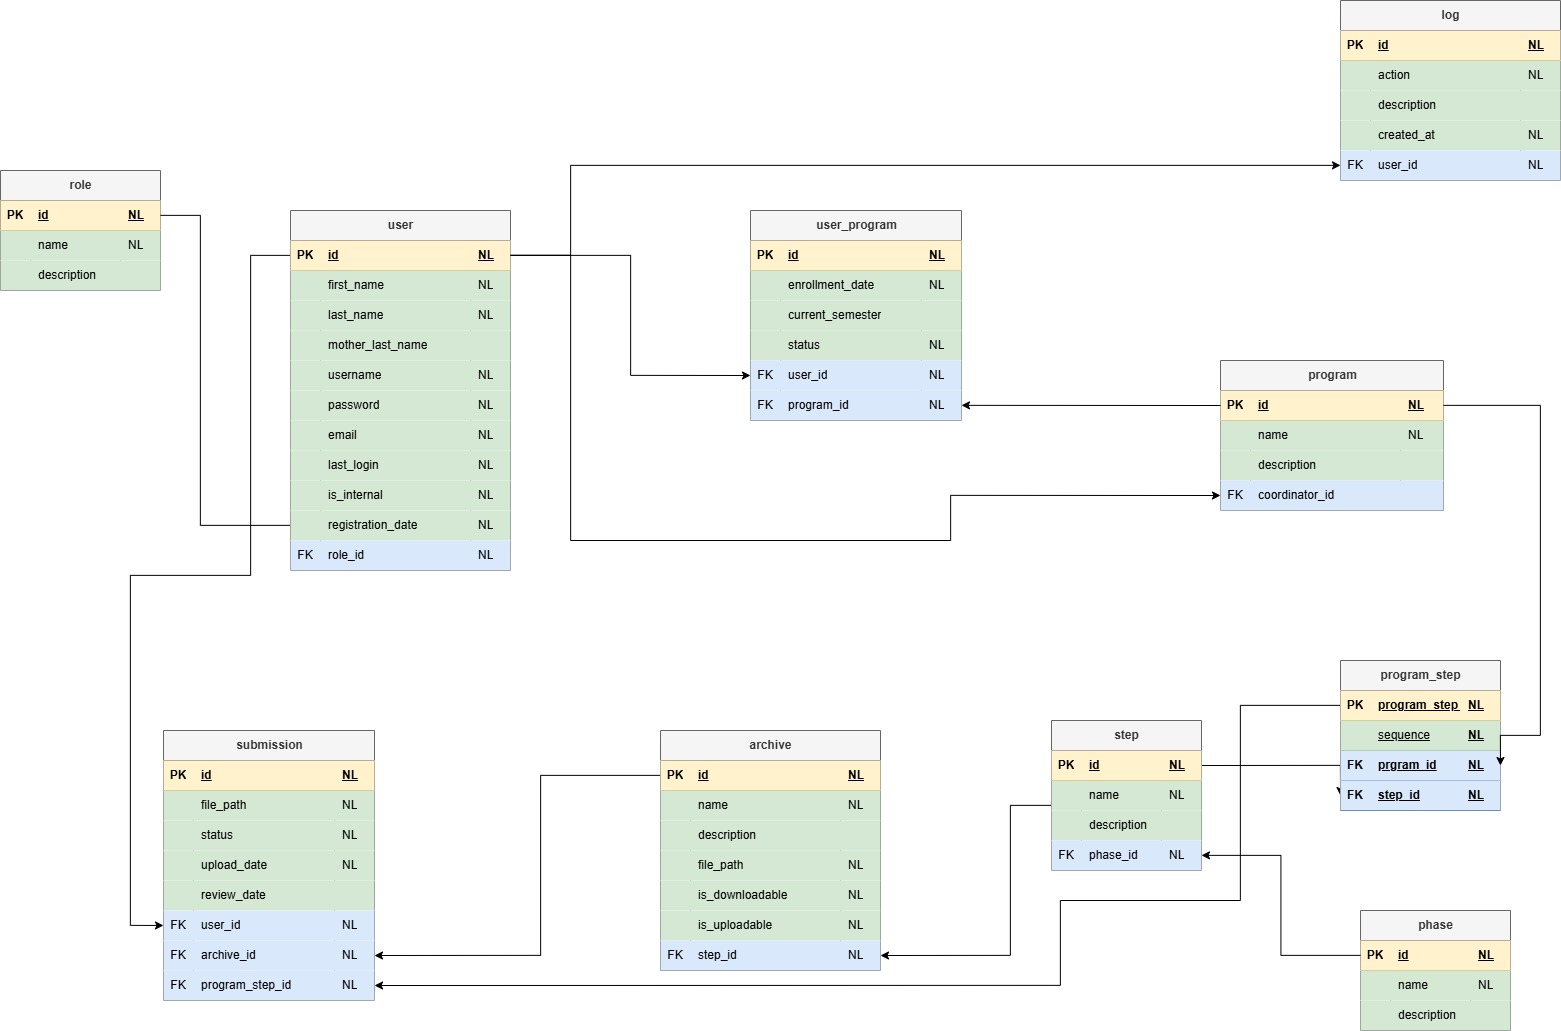 log
PK id NL
action NL
description
created_at NL
FK user_id NL
role
PK id NL
name NL
description
user
PK id NL
first_name NL
last_name NL
mother_last_name
username NL
password NL
email NL
last_login NL
is_internal NL
registration_date NL
FK role_id NL
user_program
PK id NL
enrollment_date NL
current_semester
status NL
FK user_id NL
FK program_id NL
program
PK id NL
name NL
description
FK coordinator_id
program_step
PK program_step NL
sequence NL
FK prgram_id NL
FK step_id NL
submission
PK id NL
file_path NL
status NL
upload_date NL
review_date
FK user_id NL
FK archive_id NL
FK program_step_id NL
archive
PK id NL
name NL
description
file_path NL
is_downloadable NL
is_uploadable NL
FK step_id NL
step
PK id NL
name NL
description
FK phase_id NL
phase
PK id NL
name NL
description